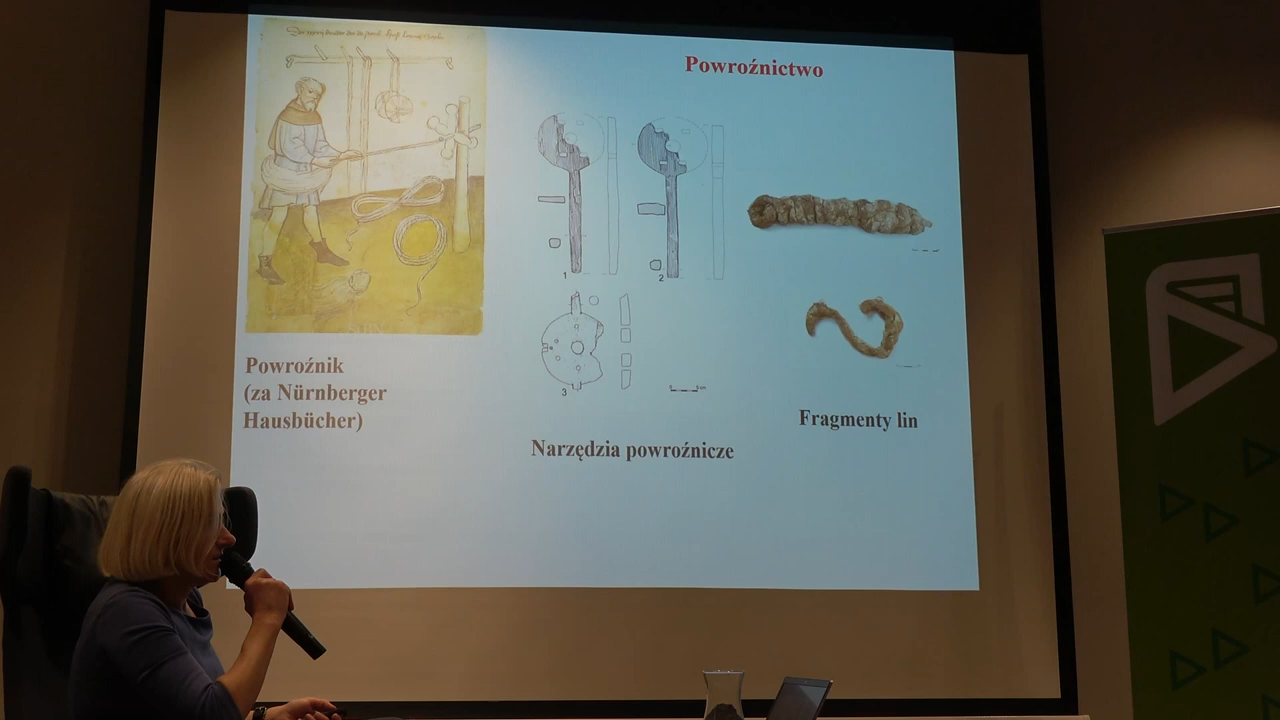 Powroźnictwo
1
2
3
Powroźnik
(za Nürnberger
Hausbücher)
Narzędzia powroźnicze
Fragmenty lin